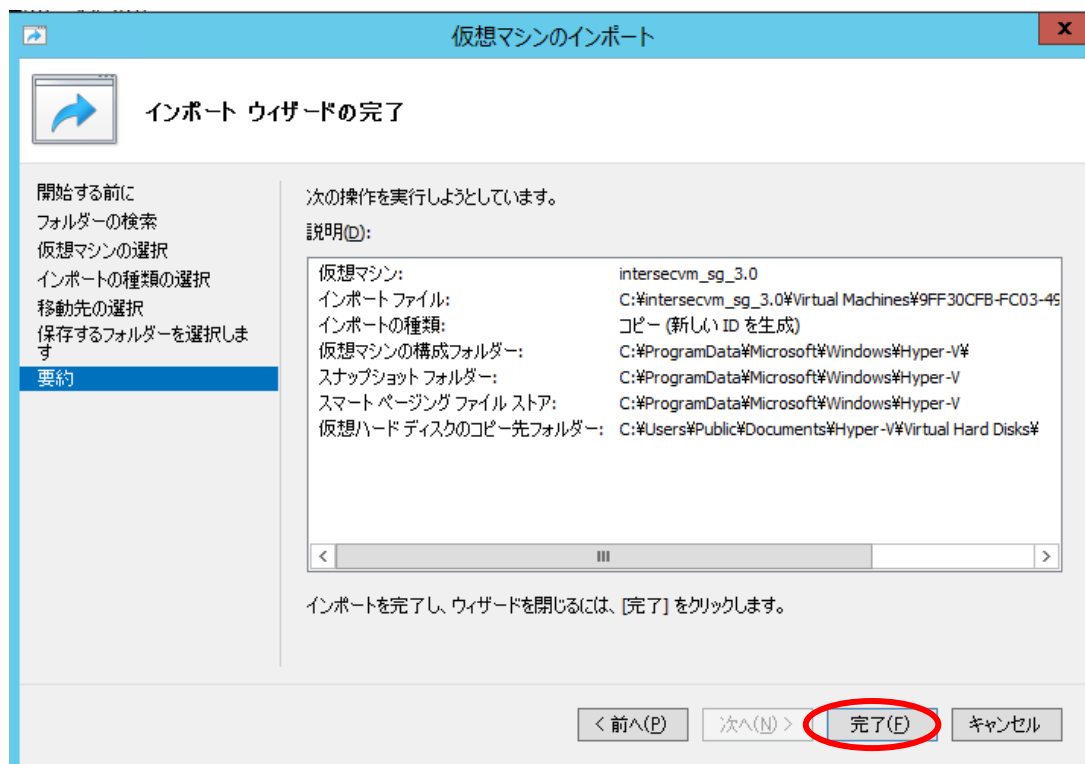 仮想マシンのインポート
x
インポート ウィザードの完了
開始する前に
フォルダーの検索
仮想マシンの選択
インポートの種類の選択
移動先の選択
保存するフォルダーを選択しま
す
要約
次の操作を実行しようとしています。
説明(D):
仮想マシン: intersecvm_sg_3.0
インポート ファイル: C:¥intersecvm_sg_3.0¥Virtual Machines¥9FF30CFB-FC03-49
インポートの種類: コピー (新しい ID を生成)
仮想マシンの構成フォルダー: C:¥ProgramData¥Microsoft¥Windows¥Hyper-V¥
スナップショット フォルダー: C:¥ProgramData¥Microsoft¥Windows¥Hyper-V
スマート ページング ファイル ストア: C:¥ProgramData¥Microsoft¥Windows¥Hyper-V
仮想ハード ディスクのコピー先フォルダー: C:¥Users¥Public¥Documents¥Hyper-V¥Virtual Hard Disks¥
インポートを完了し、ウィザードを閉じるには、[完了] をクリックします。
< 前へ(P) 次へ(N) > 完了(F) キャンセル